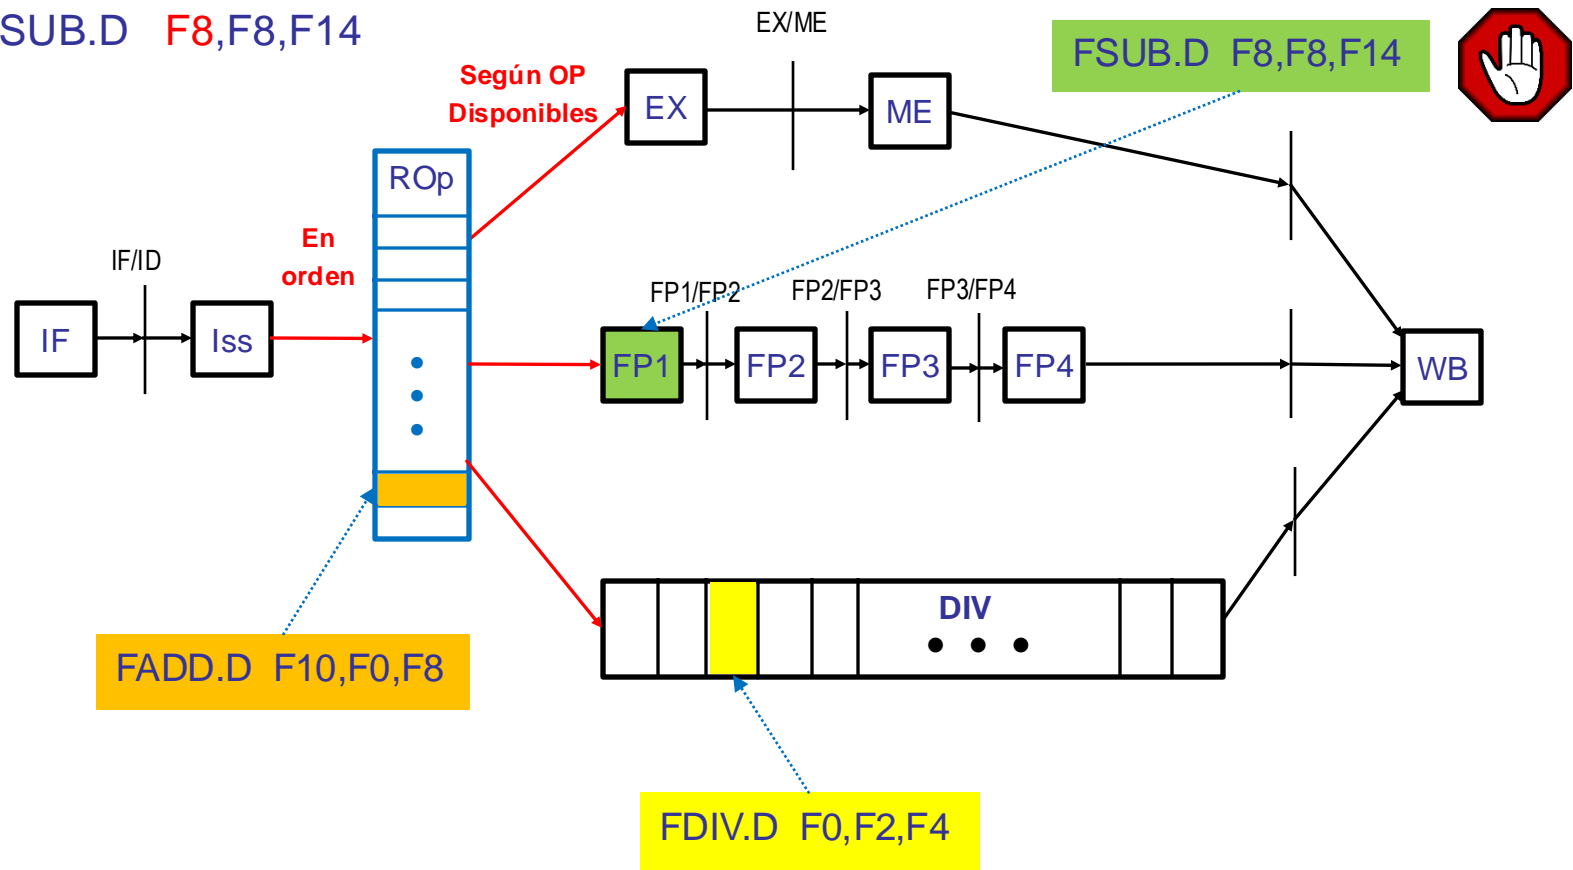 SUB.D F8,F8,F14
EX/ME
FSUB.D F8,F8,F14
Según OP
Disponibles
EX
ME
ROp
En
orden
IF/ID
FP1/FP2
FP2/FP3
FP3/FP4
IF
Iss
FP1
FP2
FP3
FP4
WB
DIV
FADD.D F10,F0,F8
FDIV.D F0,F2,F4